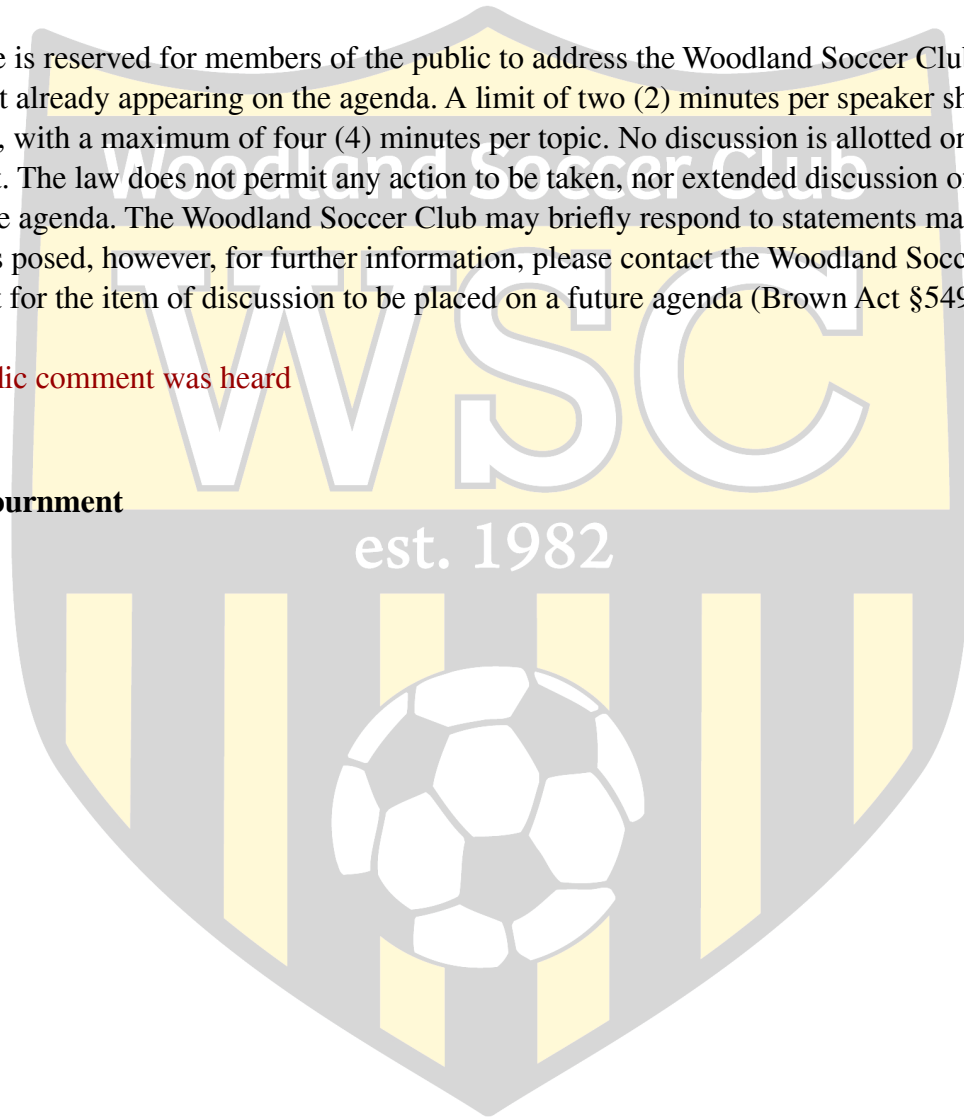 e is reserved for members of the public to address the Woodland Soccer Club
t already appearing on the agenda. A limit of two (2) minutes per speaker sh
, with a maximum of four (4) minutes per topic. No discussion is allotted or
t. The law does not permit any action to be taken, nor extended discussion of
e agenda. The Woodland Soccer Club may briefly respond to statements ma
s posed, however, for further information, please contact the Woodland Socc
t for the item of discussion to be placed on a future agenda (Brown Act §549
lic comment was heard
ournment
Woodland Soccer Club
WSC
est. 1982